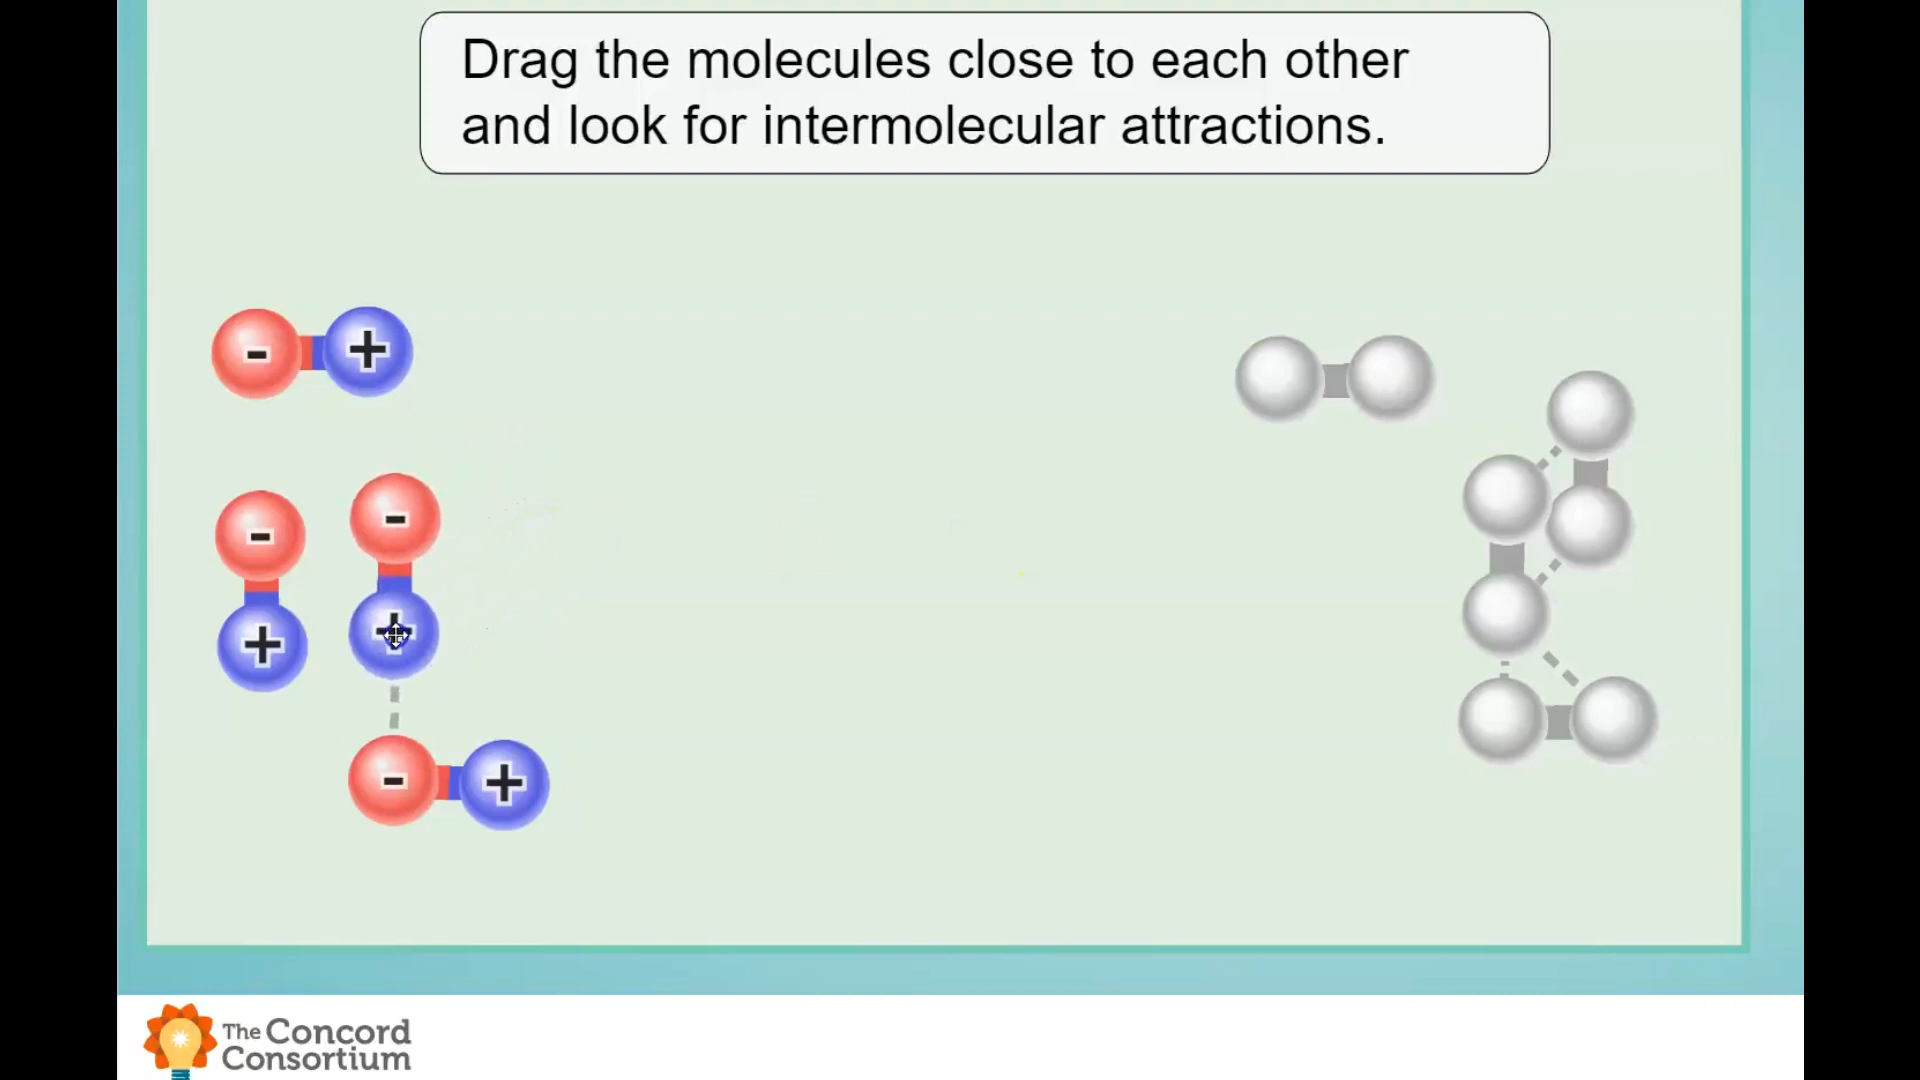 Drag the molecules close to each other
and look for intermolecular attractions.
- +
- -
+ +
- +
The Concord
Consortium